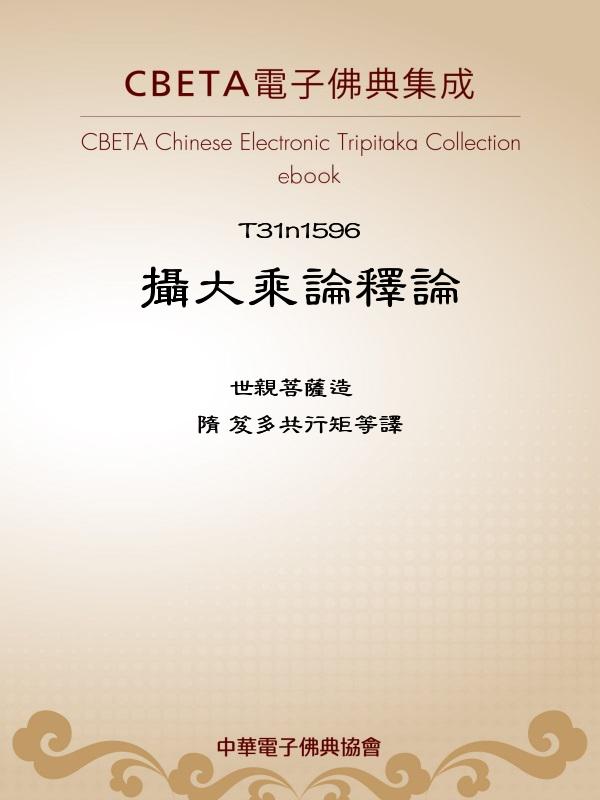 CBETA電子佛典集成
CBETA Chinese Electronic Tripitaka Collection
ebook
T31n1596
攝大乘論釋論
世親菩薩造
隋 笈多共行矩等譯
中華電子佛典協會